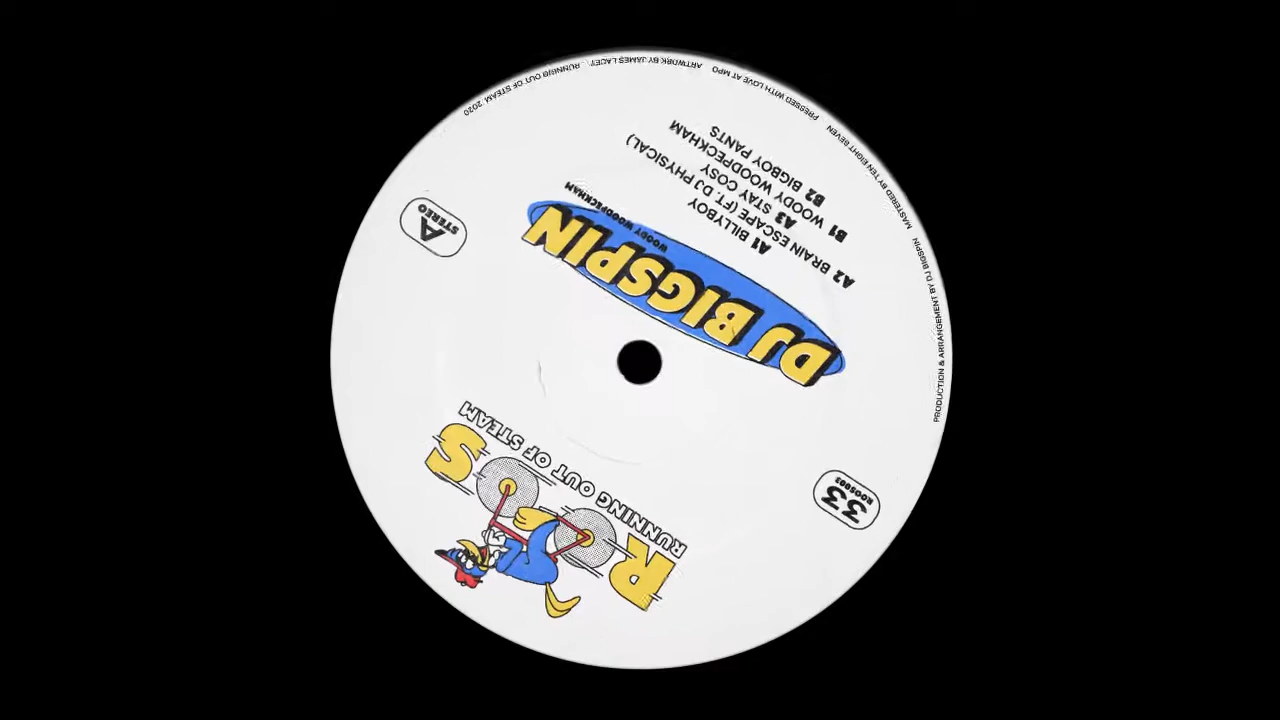 R S
RUNNING OUT OF STEAM
33
ROOS002
A
STEREO
DJ BIGSPIN
WOODY WOODPECKHAM
A1 BILLYBOY
A2 BRAIN ESCAPE (FT. DJ PHYSICAL)
A3 STAY COSY
B1 WOODY WOODPECKHAM
B2 BIGBOY PANTS
PRODUCTION & ARRANGEMENT BY DJ BIGSPIN MASTERED BY TEN EIGHT SEVEN PRESSED WITH LOVE AT MPO ARTWORK BY JAMES LACEY. RUNNING OUT OF STEAM 2020